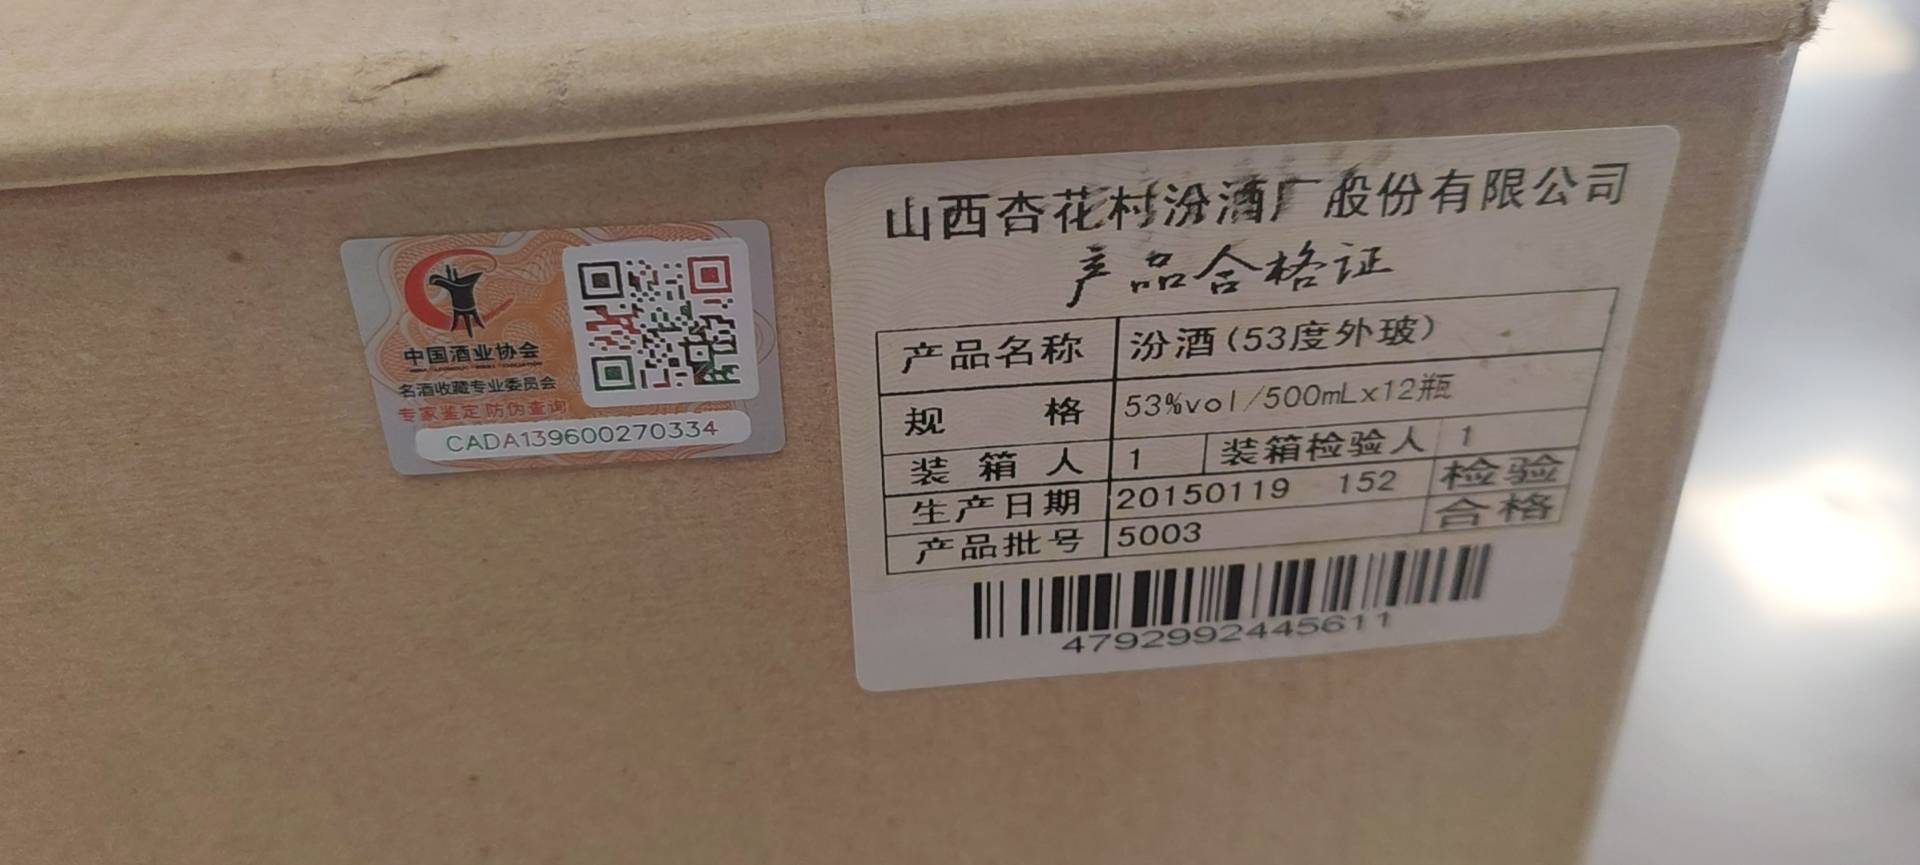 中国酒业协会
名酒收藏专业委员会
专家鉴定 防伪查询
CADA139600270334
山西杏花村汾酒厂股份有限公司
产品合格证
产品名称 汾酒(53度外玻)
规格 53%vol/500mLx12瓶
装箱人 1 装箱检验人 1
生产日期 20150119 152 检验
产品批号 5003 合格
4792992445611